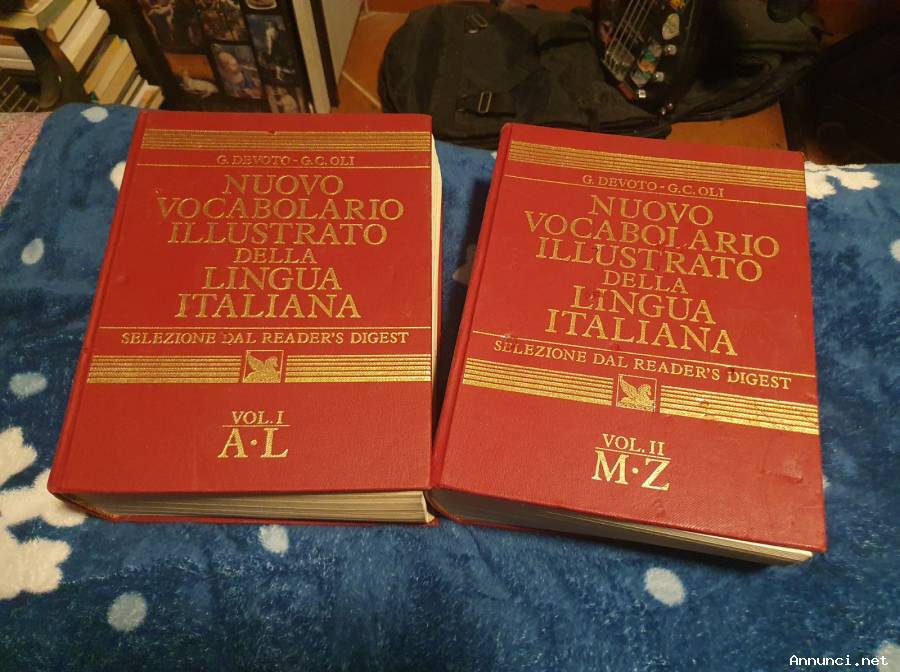 G. DEVOTO - G.C. OLI
NUOVO
VOCABOLARIO
ILLUSTRATO
DELLA
LINGUA
ITALIANA
SELEZIONE DAL READER'S DIGEST
VOL. I
A·L
G. DEVOTO - G.C. OLI
NUOVO
VOCABOLARIO
ILLUSTRATO
DELLA
LINGUA
ITALIANA
SELEZIONE DAL READER'S DIGEST
VOL. II
M·Z
Annunci.net